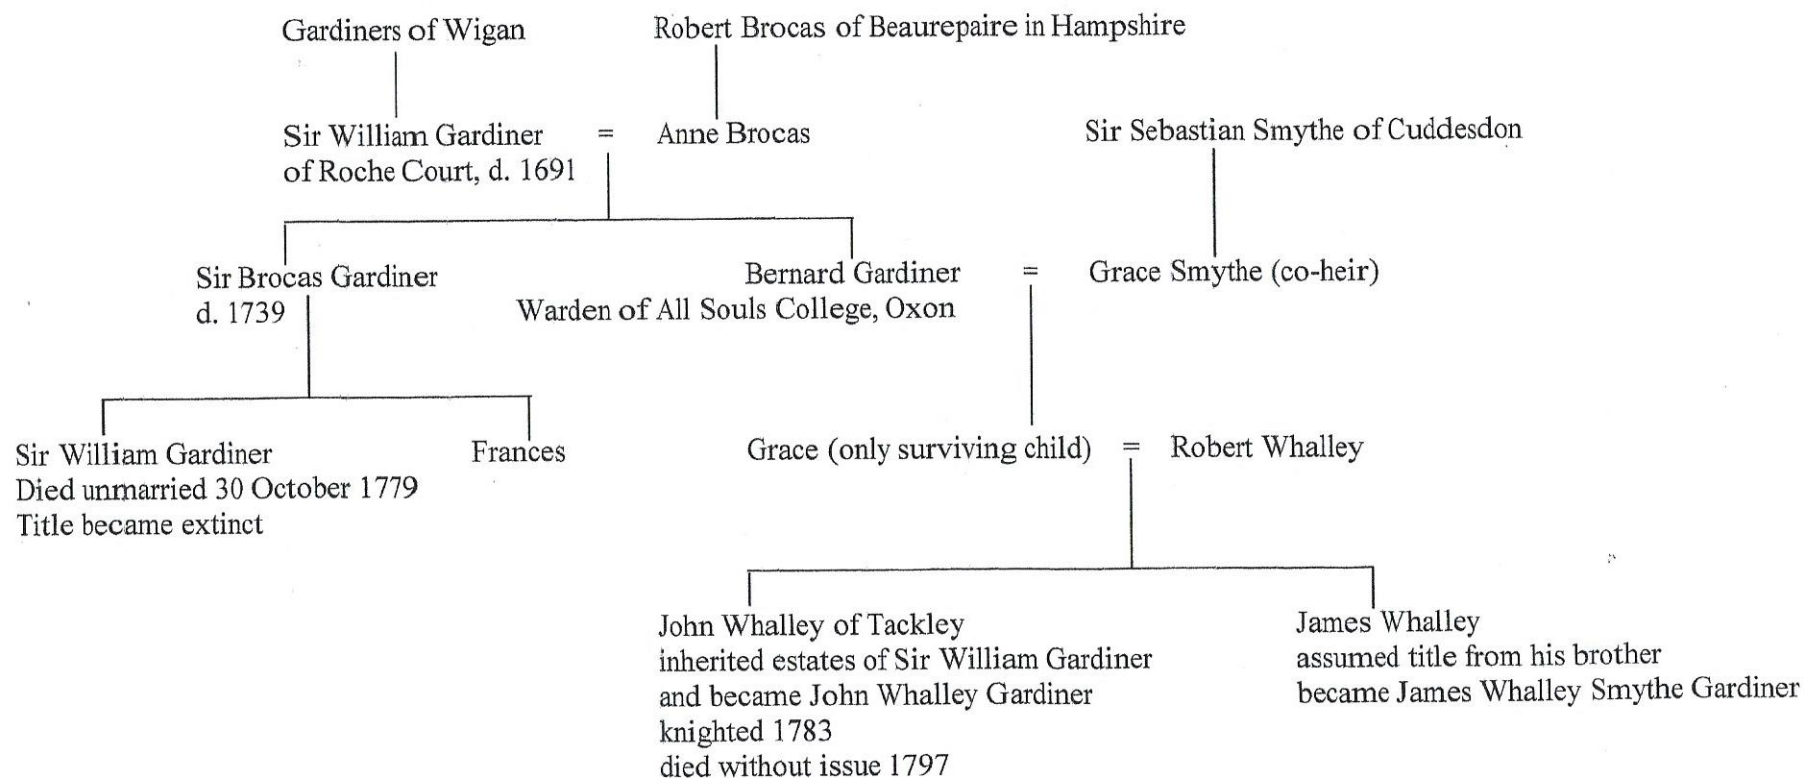 Gardiners of Wigan
Robert Brocas of Beaurepaire in Hampshire
Sir William Gardiner
of Roche Court, d. 1691
=
Anne Brocas
Sir Sebastian Smythe of Cuddesdon
Sir Brocas Gardiner
d. 1739
Bernard Gardiner
Warden of All Souls College, Oxon
=
Grace Smythe (co-heir)
Sir William Gardiner
Died unmarried 30 October 1779
Title became extinct
Frances
Grace (only surviving child)
=
Robert Whalley
John Whalley of Tackley
inherited estates of Sir William Gardiner
and became John Whalley Gardiner
knighted 1783
died without issue 1797
James Whalley
assumed title from his brother
became James Whalley Smythe Gardiner